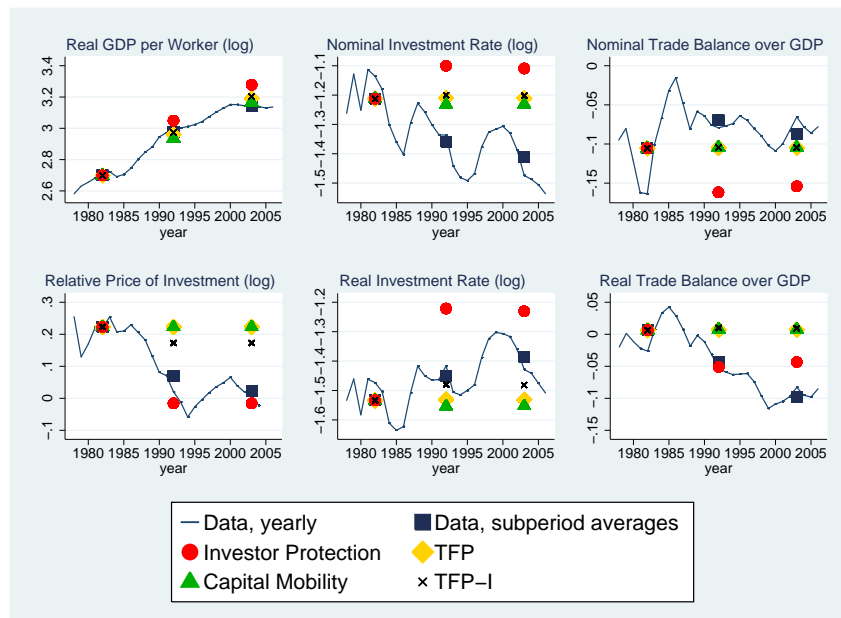 Real GDP per Worker (log)
3.4
3.2
3
2.8
2.6
1980 1985 1990 1995 2000 2005
year
Nominal Investment Rate (log)
−1.5−1.4−1.3−1.2−1.1
1980 1985 1990 1995 2000 2005
year
Nominal Trade Balance over GDP
0
−.05
−.1
−.15
1980 1985 1990 1995 2000 2005
year
Relative Price of Investment (log)
.3
.2
.1
0
−.1
1980 1985 1990 1995 2000 2005
year
Real Investment Rate (log)
−1.6−1.5−1.4−1.3−1.2
1980 1985 1990 1995 2000 2005
year
Real Trade Balance over GDP
.05
0
−.05
−.1
−.15
1980 1985 1990 1995 2000 2005
year
Data, yearly
Data, subperiod averages
Investor Protection
TFP
Capital Mobility
TFP−I